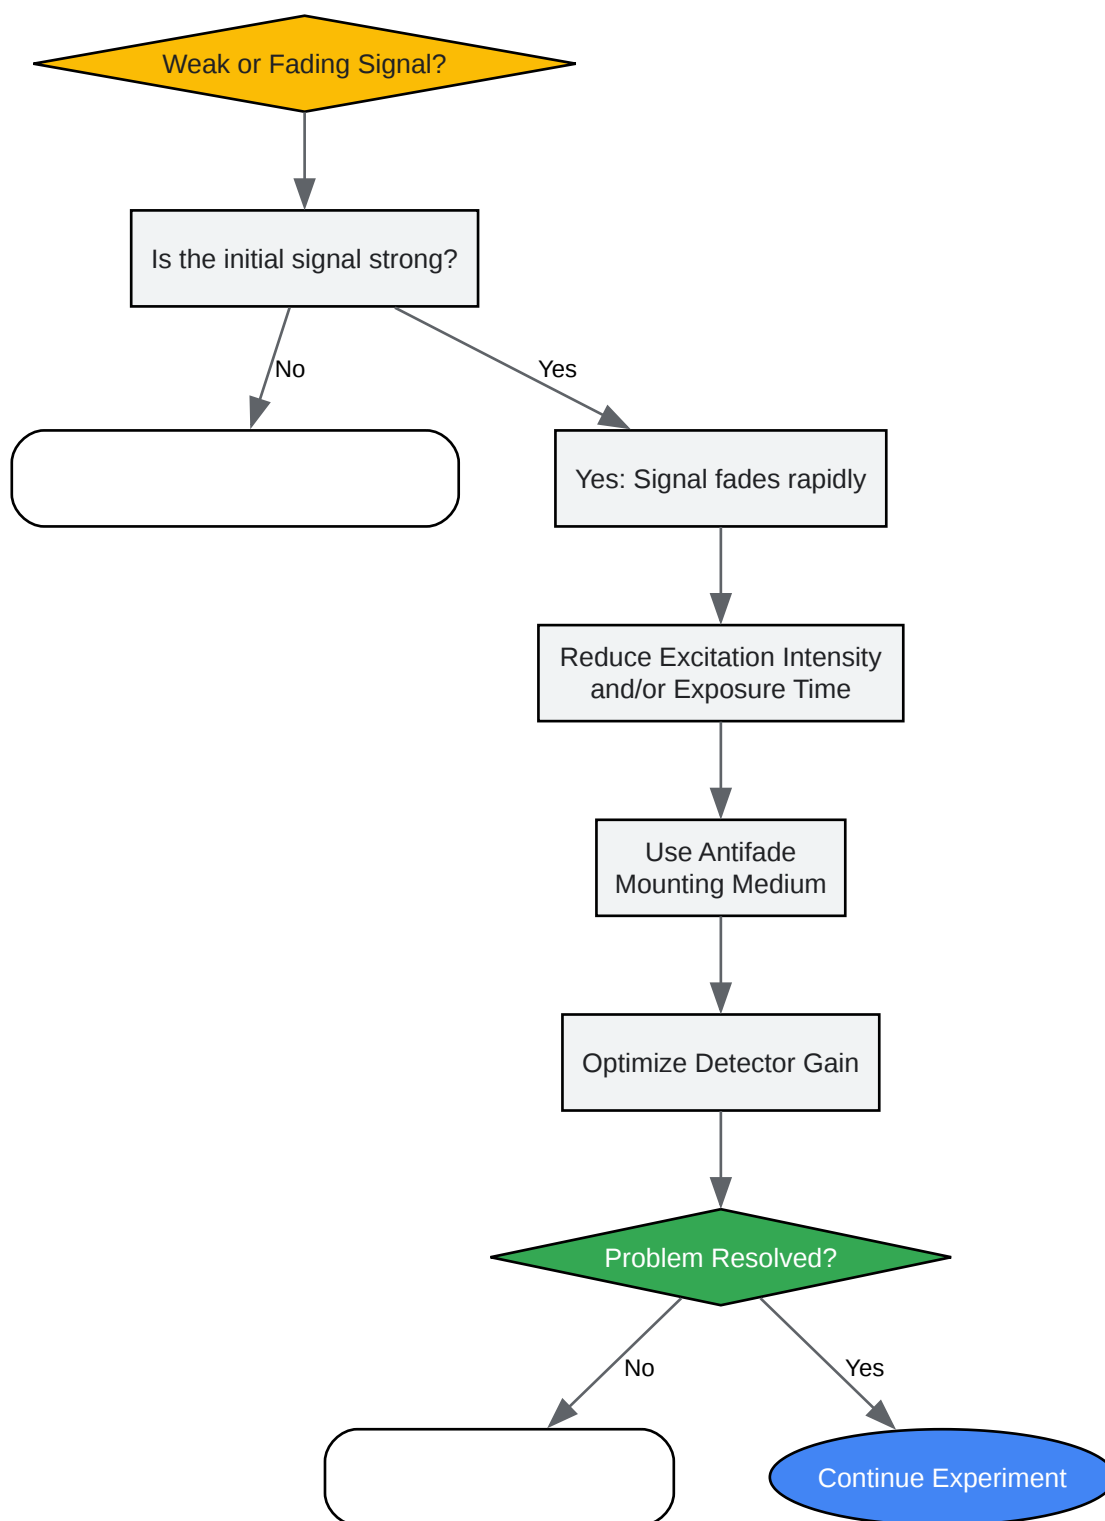 Weak or Fading Signal?
Is the initial signal strong?
No
Yes
Yes: Signal fades rapidly
Reduce Excitation Intensity
and/or Exposure Time
Use Antifade
Mounting Medium
Optimize Detector Gain
Problem Resolved?
No
Yes
Continue Experiment